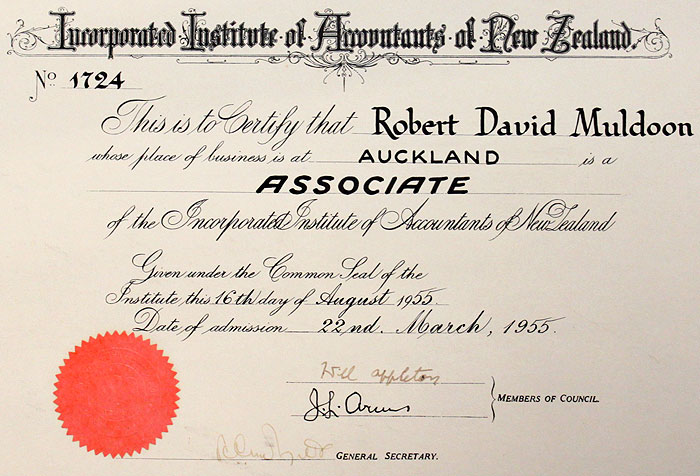 Incorporated Institute of Accountants of New Zealand.
No 1724
This is to Certify that Robert David Muldoon
whose place of business is at AUCKLAND is a
ASSOCIATE
of the Incorporated Institute of Accountants of New Zealand
Given under the Common Seal of the
Institute this 16th day of August 1955.
Date of admission 22nd. March, 1955.
Will Appleton
MEMBERS OF COUNCIL.
GENERAL SECRETARY.